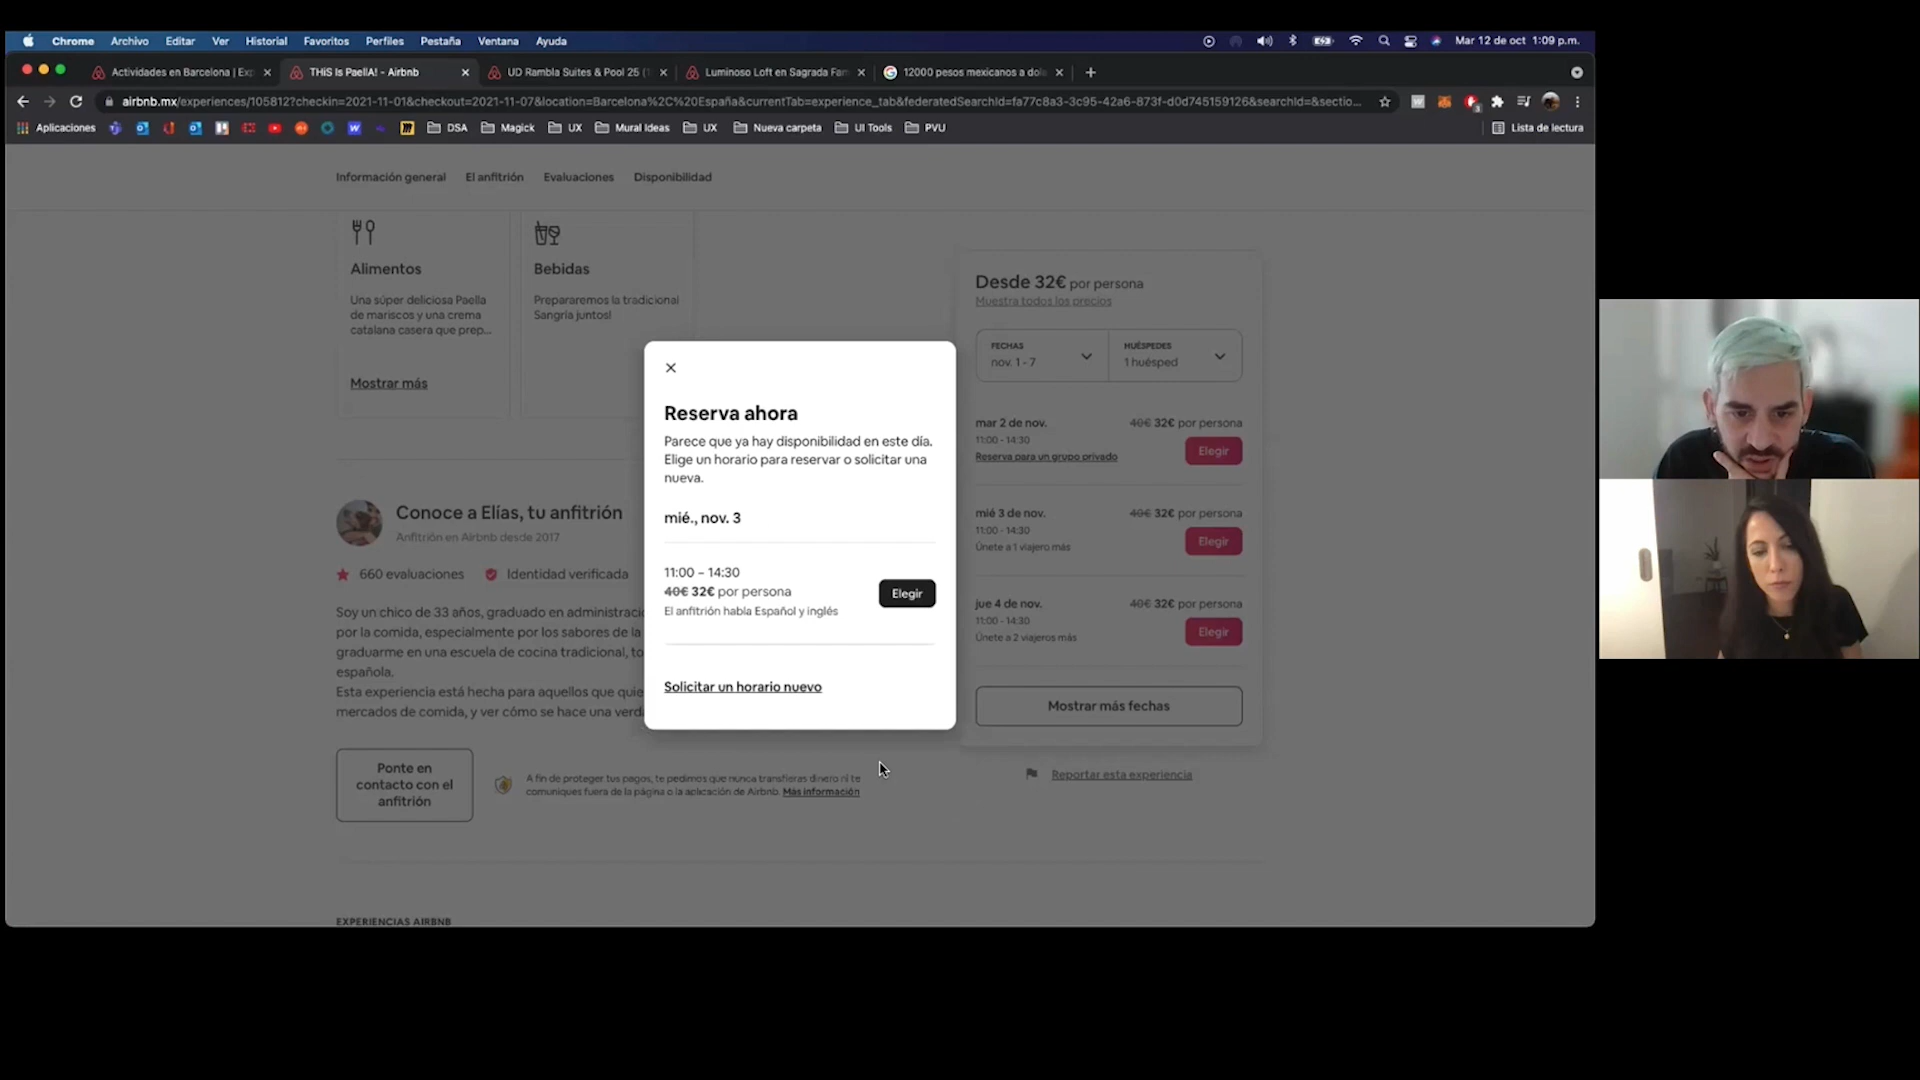 Chrome Archivo Editar Ver Historial Favoritos Perfiles Pestaña Ventana Ayuda Mar 12 de oct 1:09 p.m.
Actividades en Barcelona | Exp THiS Is PaellA! - Airbnb UD Rambla Suites & Pool 25 ( Luminoso Loft en Sagrada Fam 12000 pesos mexicanos a dola
airbnb.mx/experiences/105812?checkin=2021-11-01&checkout=2021-11-07&location=Barcelona%2C%20España&currentTab=experience_tab&federatedSearchId=fa77c8a3-3c95-42a6-873f-d0d745159126&searchId=&sectio...
Aplicaciones DSA Magick UX Mural Ideas UX Nueva carpeta UI Tools PVU Lista de lectura
Información general El anfitrión Evaluaciones Disponibilidad
Alimentos
Una súper deliciosa Paella
de mariscos y una crema
catalana casera que prep...
Mostrar más
Bebidas
Prepararemos la tradicional
Sangría juntos!
Conoce a Elías, tu anfitrión
Anfitrión en Airbnb desde 2017
660 evaluaciones Identidad verificada
Soy un chico de 33 años, graduado en administraci
por la comida, especialmente por los sabores de la
graduarme en una escuela de cocina tradicional, to
española.
Esta experiencia está hecha para aquellos que quie
mercados de comida, y ver cómo se hace una verd
Ponte en
contacto con el
anfitrión
A fin de proteger tus pagos, te pedimos que nunca transfieras dinero ni te
comuniques fuera de la página o la aplicación de Airbnb. Más información
EXPERIENCIAS AIRBNB
Reserva ahora
Parece que ya hay disponibilidad en este día.
Elige un horario para reservar o solicitar una
nueva.
mié., nov. 3
11:00 – 14:30
40€ 32€ por persona
El anfitrión habla Español y inglés
Elegir
Solicitar un horario nuevo
Desde 32€ por persona
Muestra todos los precios
FECHAS
nov. 1 - 7
HUÉSPEDES
1 huésped
mar 2 de nov. 40€ 32€ por persona
11:00 - 14:30
Reserva para un grupo privado
Elegir
mié 3 de nov. 40€ 32€ por persona
11:00 - 14:30
Únete a 1 viajero más
Elegir
jue 4 de nov. 40€ 32€ por persona
11:00 - 14:30
Únete a 2 viajeros más
Elegir
Mostrar más fechas
Reportar esta experiencia